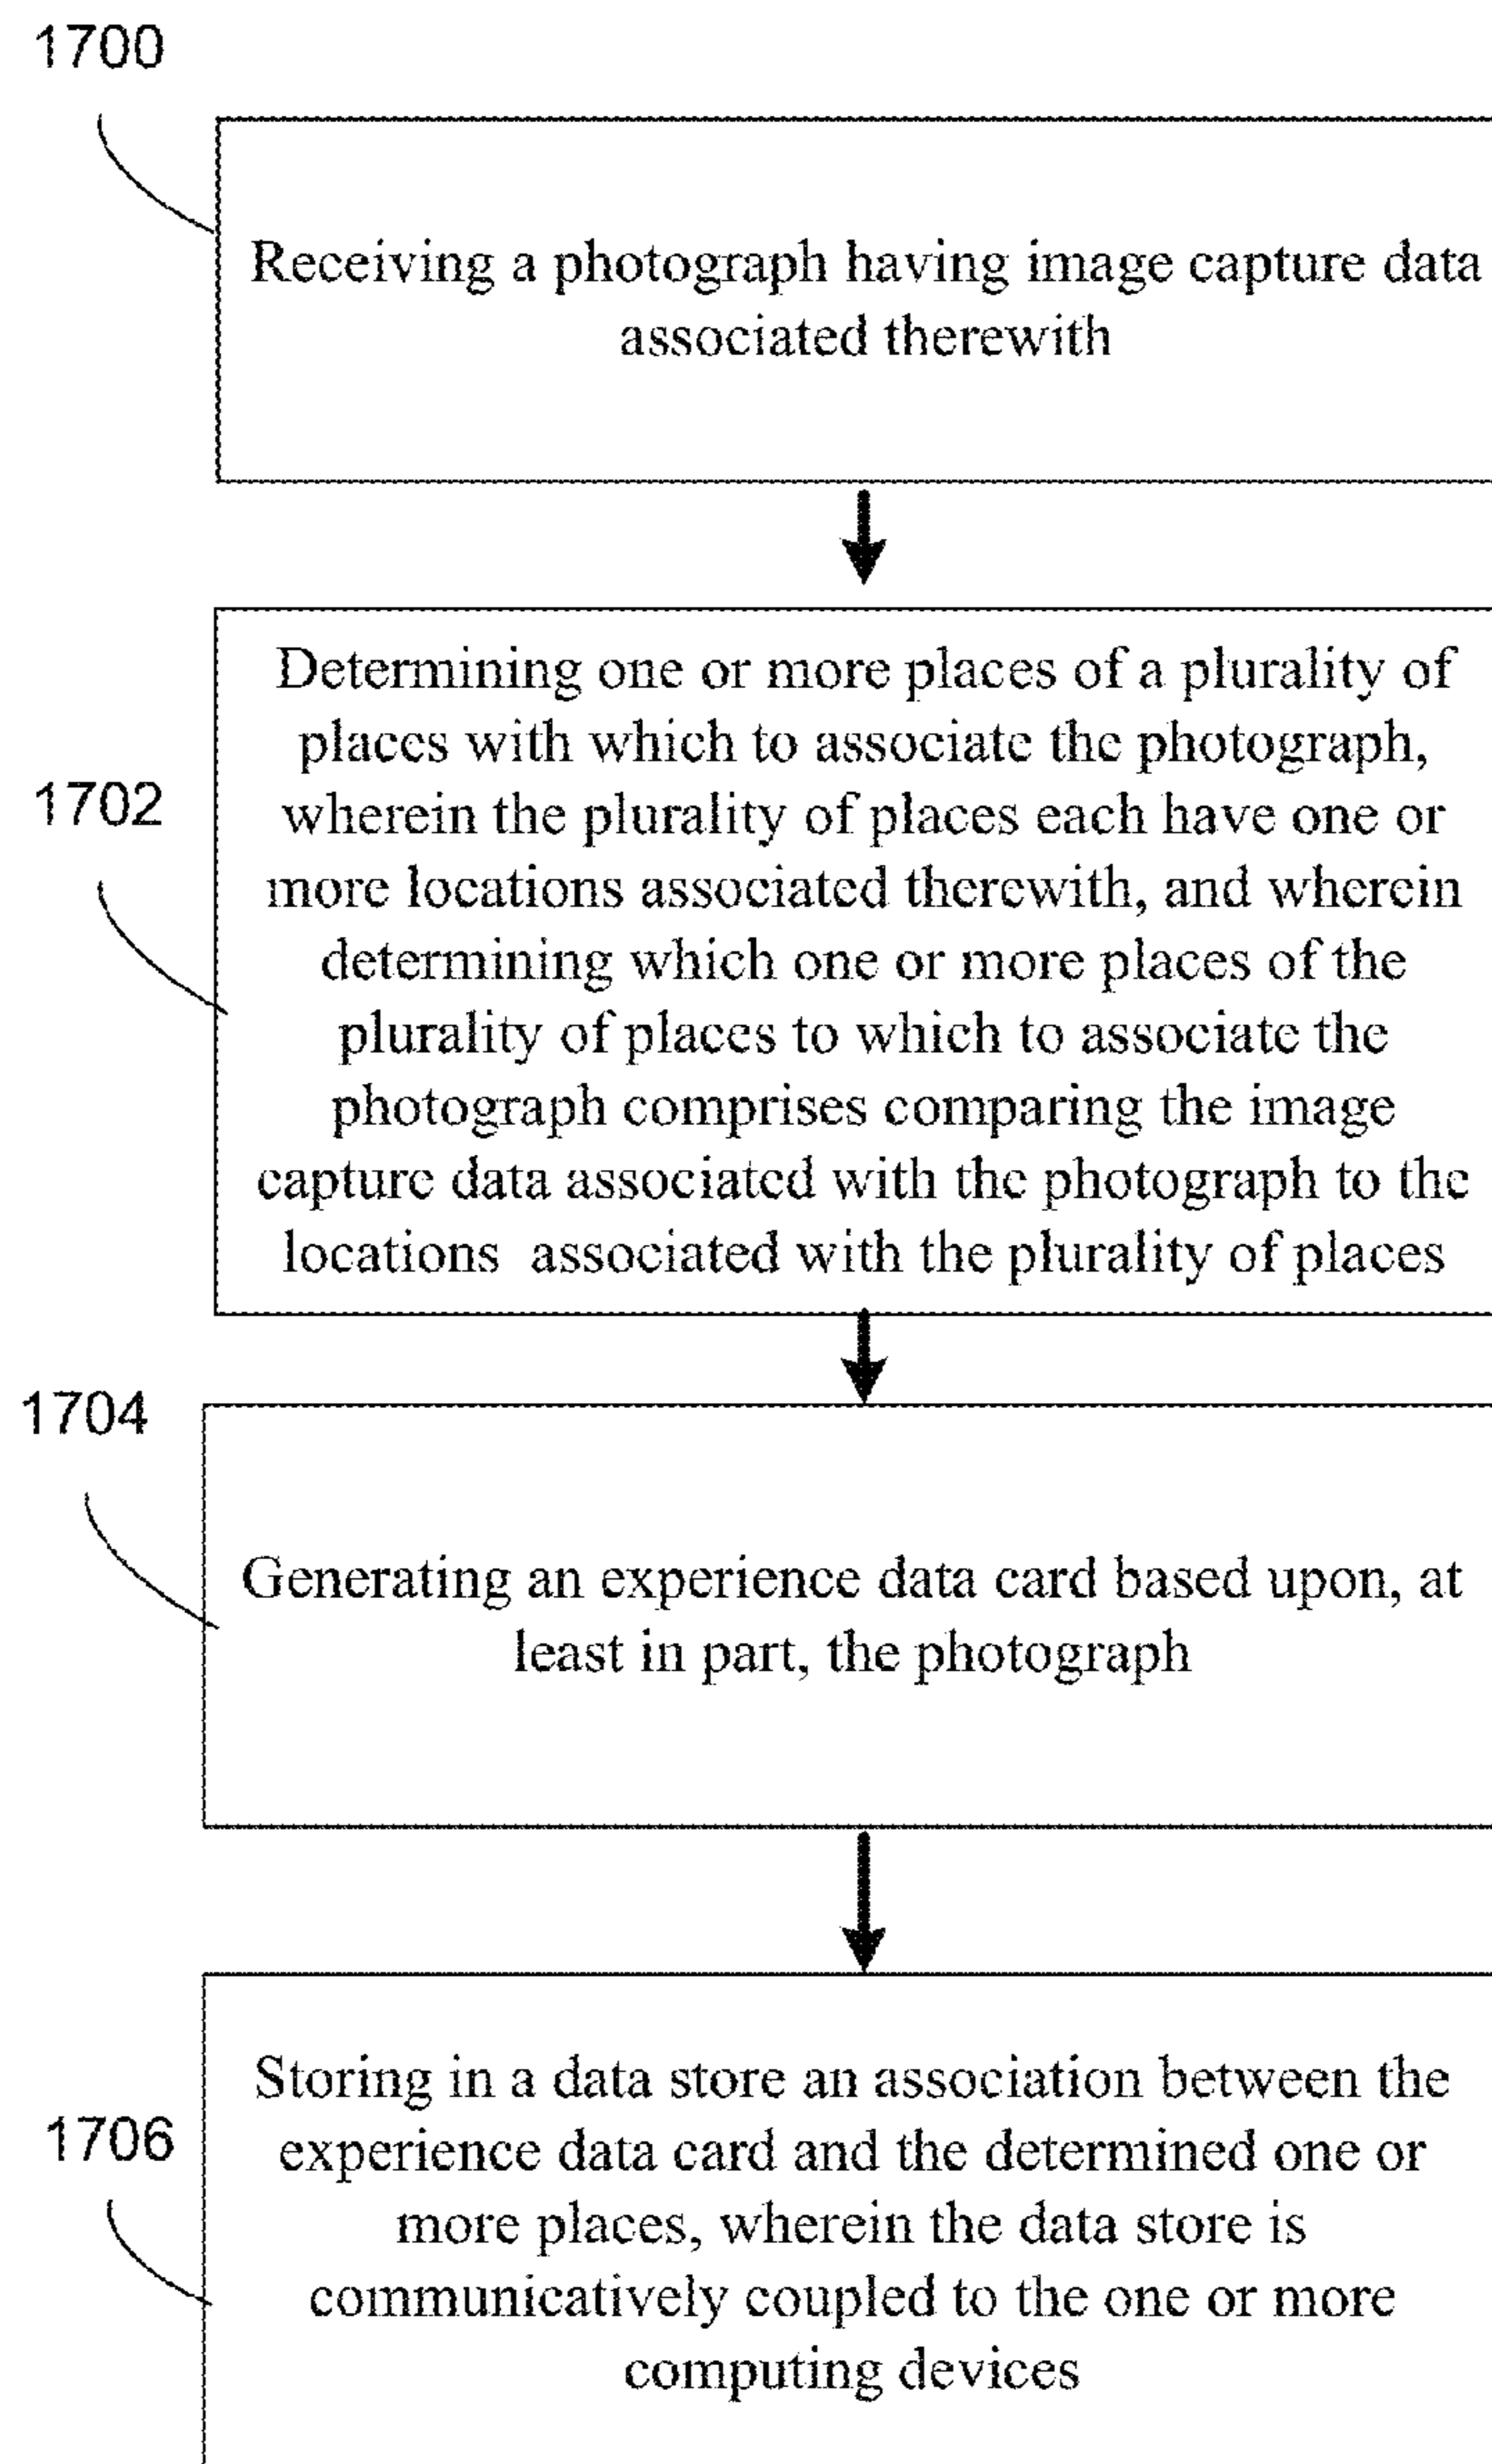 1700
Receiving a photograph having image capture data
associated therewith
Determining one or more places of a plurality of
places with which to associate the photograph,
1702
wherein the plurality of places each have one or
more locations associated therewith, and wherein
determining which one or more places of the
plurality of places to which to associate the
photograph comprises comparing the image
capture data associated with the photograph to the
locations associated with the plurality of places
1704
Generating an experience data card based upon, at
least in part, the photograph
Storing in a data store an association between the
1706
experience data card and the determined one or
more places, wherein the data store is
communicatively coupled to the one or more
computing devices